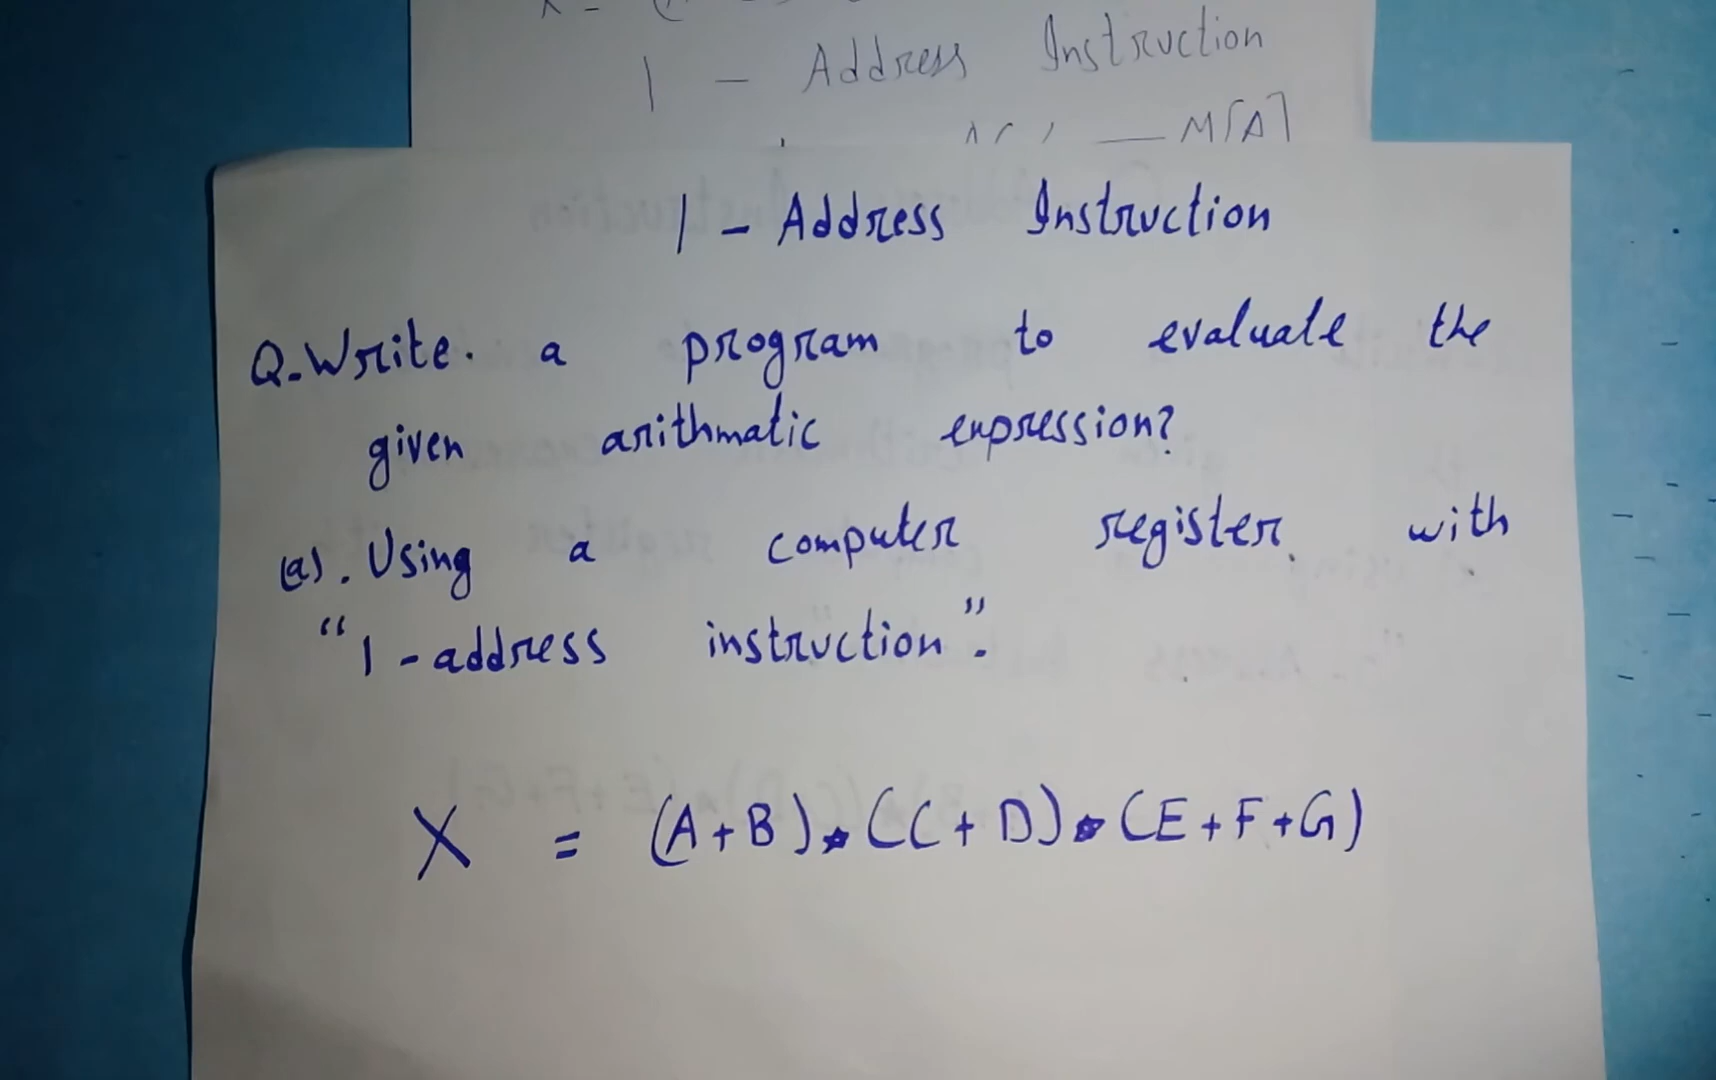 1 - Address Instruction
M[A]
1 - Address Instruction
Q. Write. a program to evaluate the
given arithmatic expression?
(a). Using a computer register. with
"1-address instruction".
X = (A+B)*(C+D)*(E+F+G)